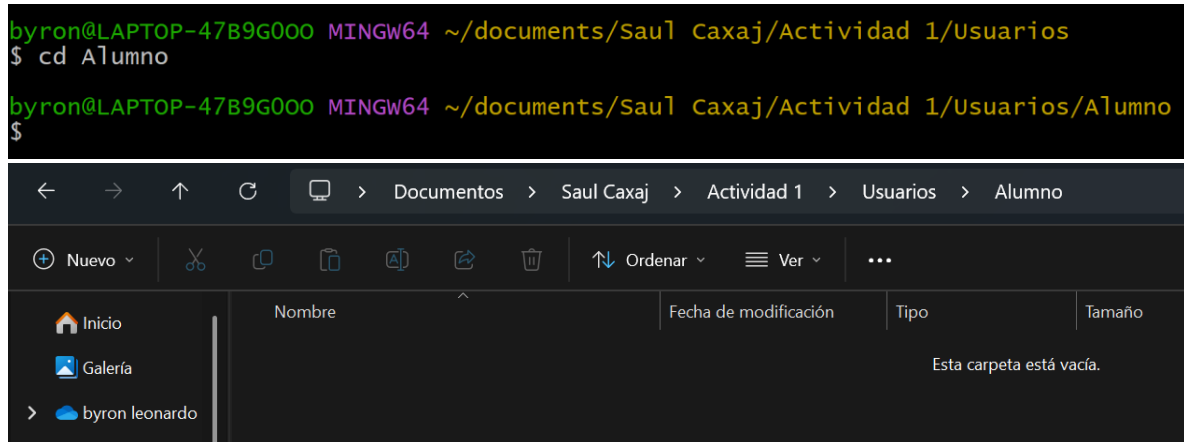 byron@LAPTOP-47B9G0OO MINGW64 ~/documents/Saul Caxaj/Actividad 1/Usuarios
$ cd Alumno
byron@LAPTOP-47B9G0OO MINGW64 ~/documents/Saul Caxaj/Actividad 1/Usuarios/Alumno
$
> Documentos > Saul Caxaj > Actividad 1 > Usuarios > Alumno
Nuevo Ordenar Ver ...
Nombre Fecha de modificación Tipo Tamaño
Inicio
Esta carpeta está vacía.
Galería
byron leonardo